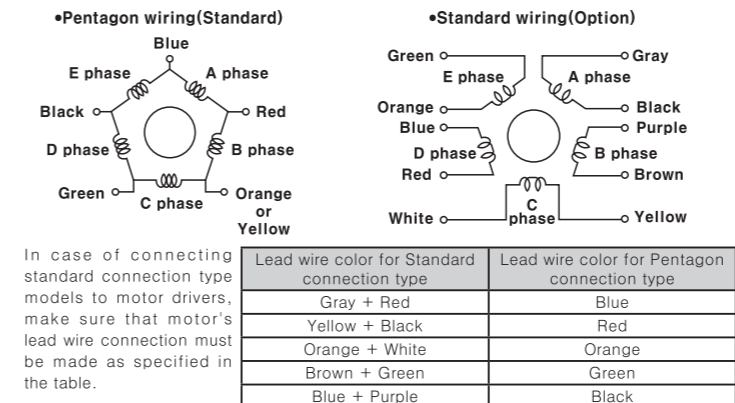 •Pentagon wiring(Standard)
Blue
E phase
A phase
Black
Red
D phase
B phase
Green
C phase
Orange
or
Yellow
•Standard wiring(Option)
Green
Gray
E phase
A phase
Orange
Black
Blue
Purple
D phase
B phase
Red
Brown
C
phase
White
Yellow
In case of connecting
standard connection type
models to motor drivers,
make sure that motor's
lead wire connection must
be made as specified in
the table.
Lead wire color for Standard
connection type
Lead wire color for Pentagon
connection type
Gray + Red
Blue
Yellow + Black
Red
Orange + White
Orange
Brown + Green
Green
Blue + Purple
Black